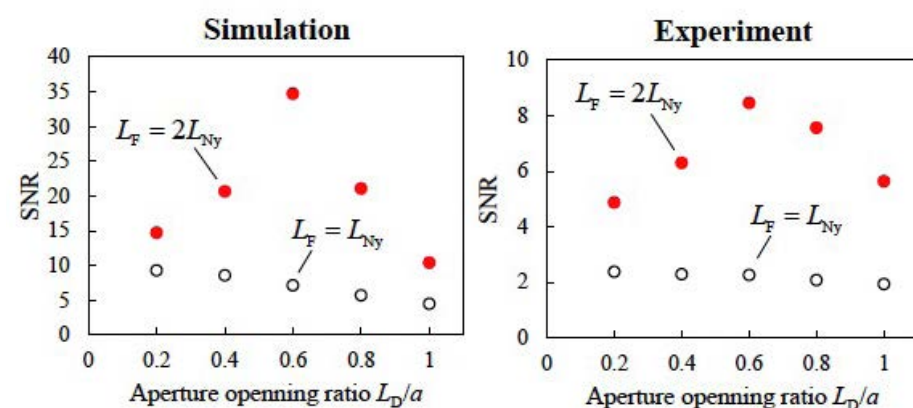 Simulation
40
35
30
25
20
15
10
5
0
SNR
L_F = 2L_Ny
L_F = L_Ny
0 0.2 0.4 0.6 0.8 1
Aperture openning ratio L_D/a
Experiment
10
8
6
4
2
0
SNR
L_F = 2L_Ny
L_F = L_Ny
0 0.2 0.4 0.6 0.8 1
Aperture openning ratio L_D/a